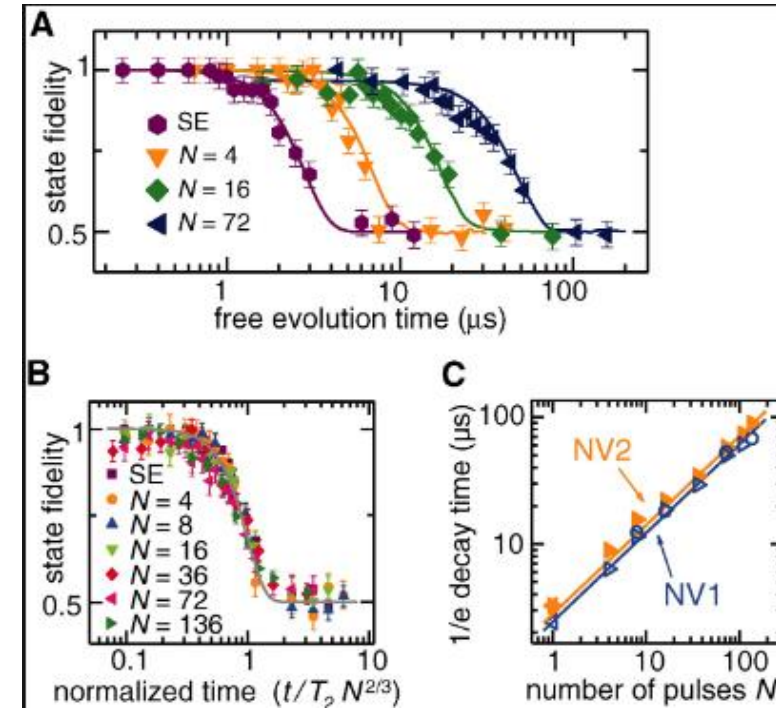 A
state fidelity
1
0.5
SE
N = 4
N = 16
N = 72
1 10 100
free evolution time (μs)
B
state fidelity
1
0.5
SE
N = 4
N = 8
N = 16
N = 36
N = 72
N = 136
0.1 1 10
normalized time (t/T₂ N²ᐟ³)
C
1/e decay time (μs)
100
10
NV2
NV1
1 10 100
number of pulses N